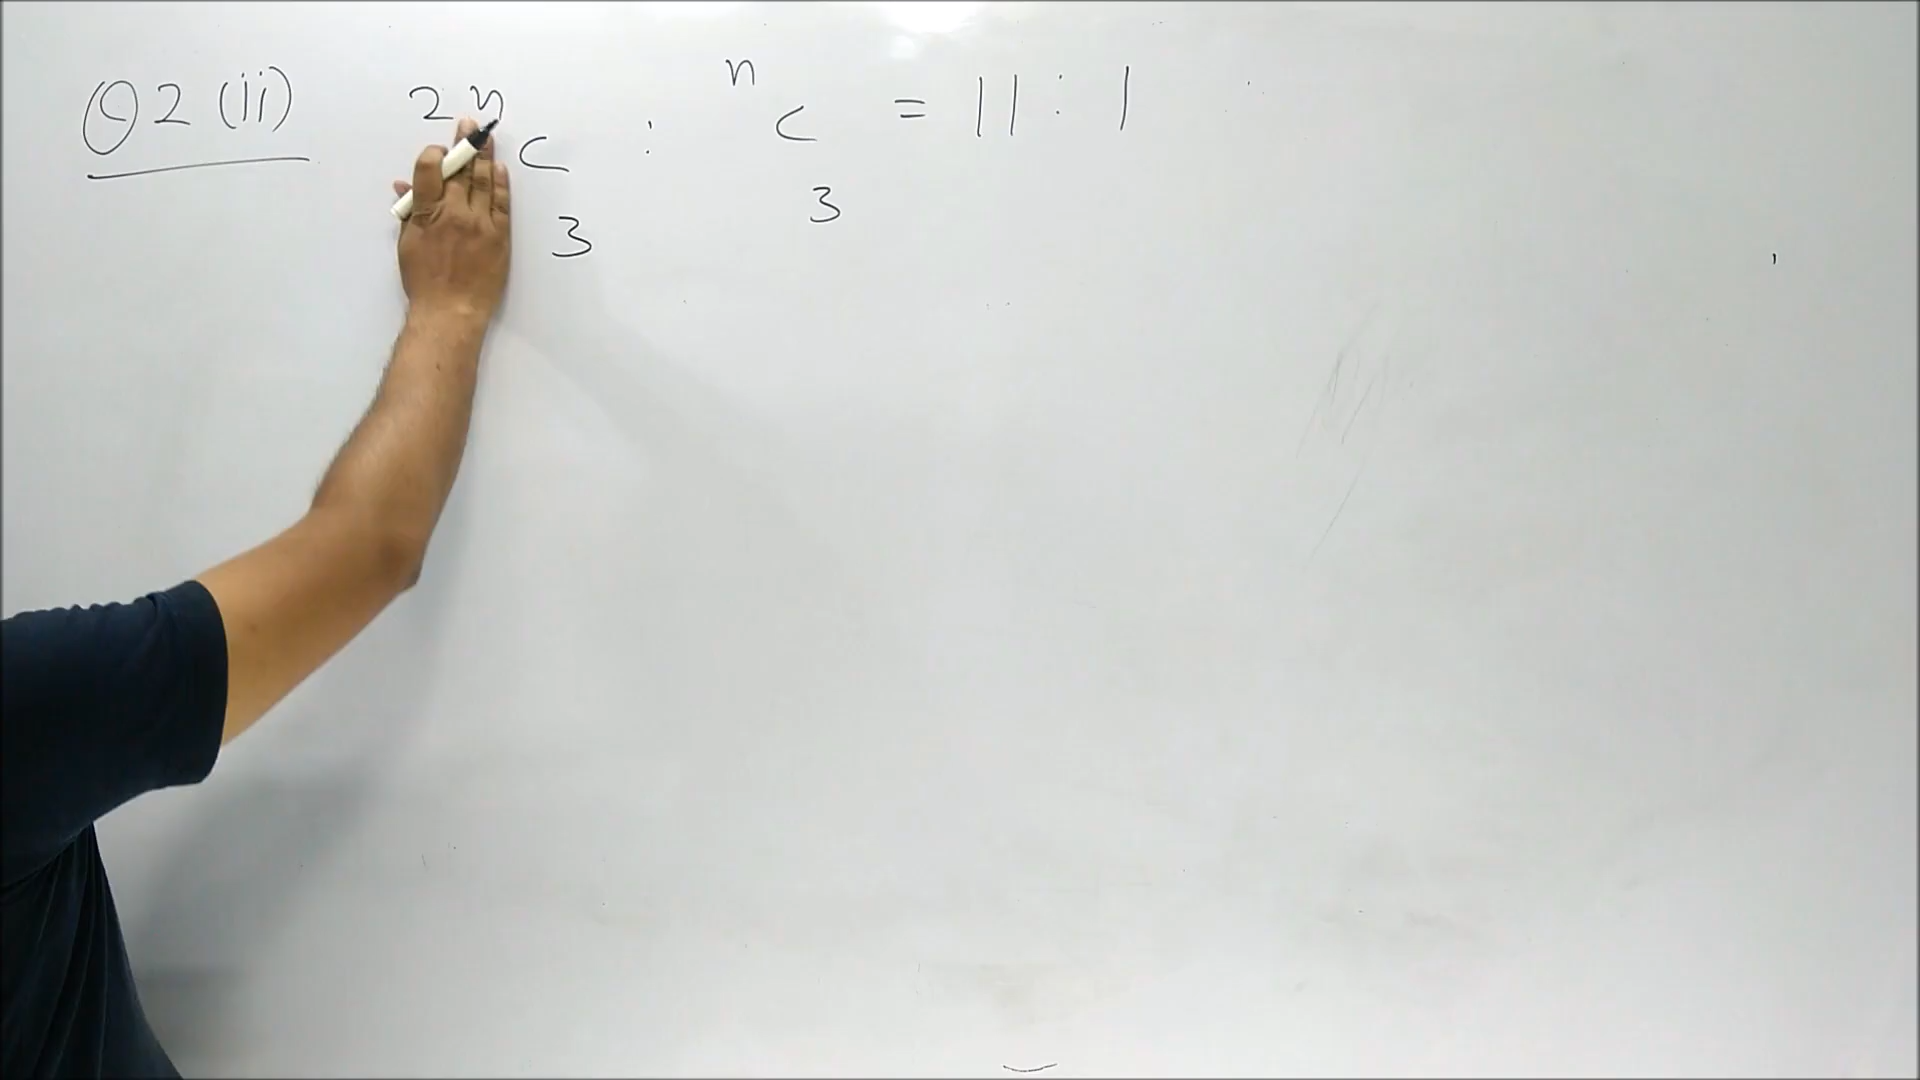 Q2 (ii) 2n C 3 : n C 3 = 11 : 1